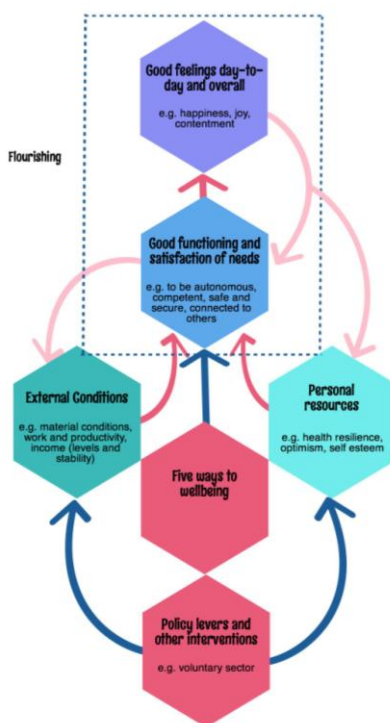 Good feelings day-to-
day and overall
e.g. happiness, joy,
contentment
Flourishing
Good functioning and
satisfaction of needs
e.g. to be autonomous,
competent, safe and
secure, connected to
others
External Conditions
e.g. material conditions,
work and productivity,
income (levels and
stability)
Personal
resources
e.g. health resilience,
optimism, self esteem
Five ways to
wellbeing
Policy levers and
other interventions
e.g. voluntary sector